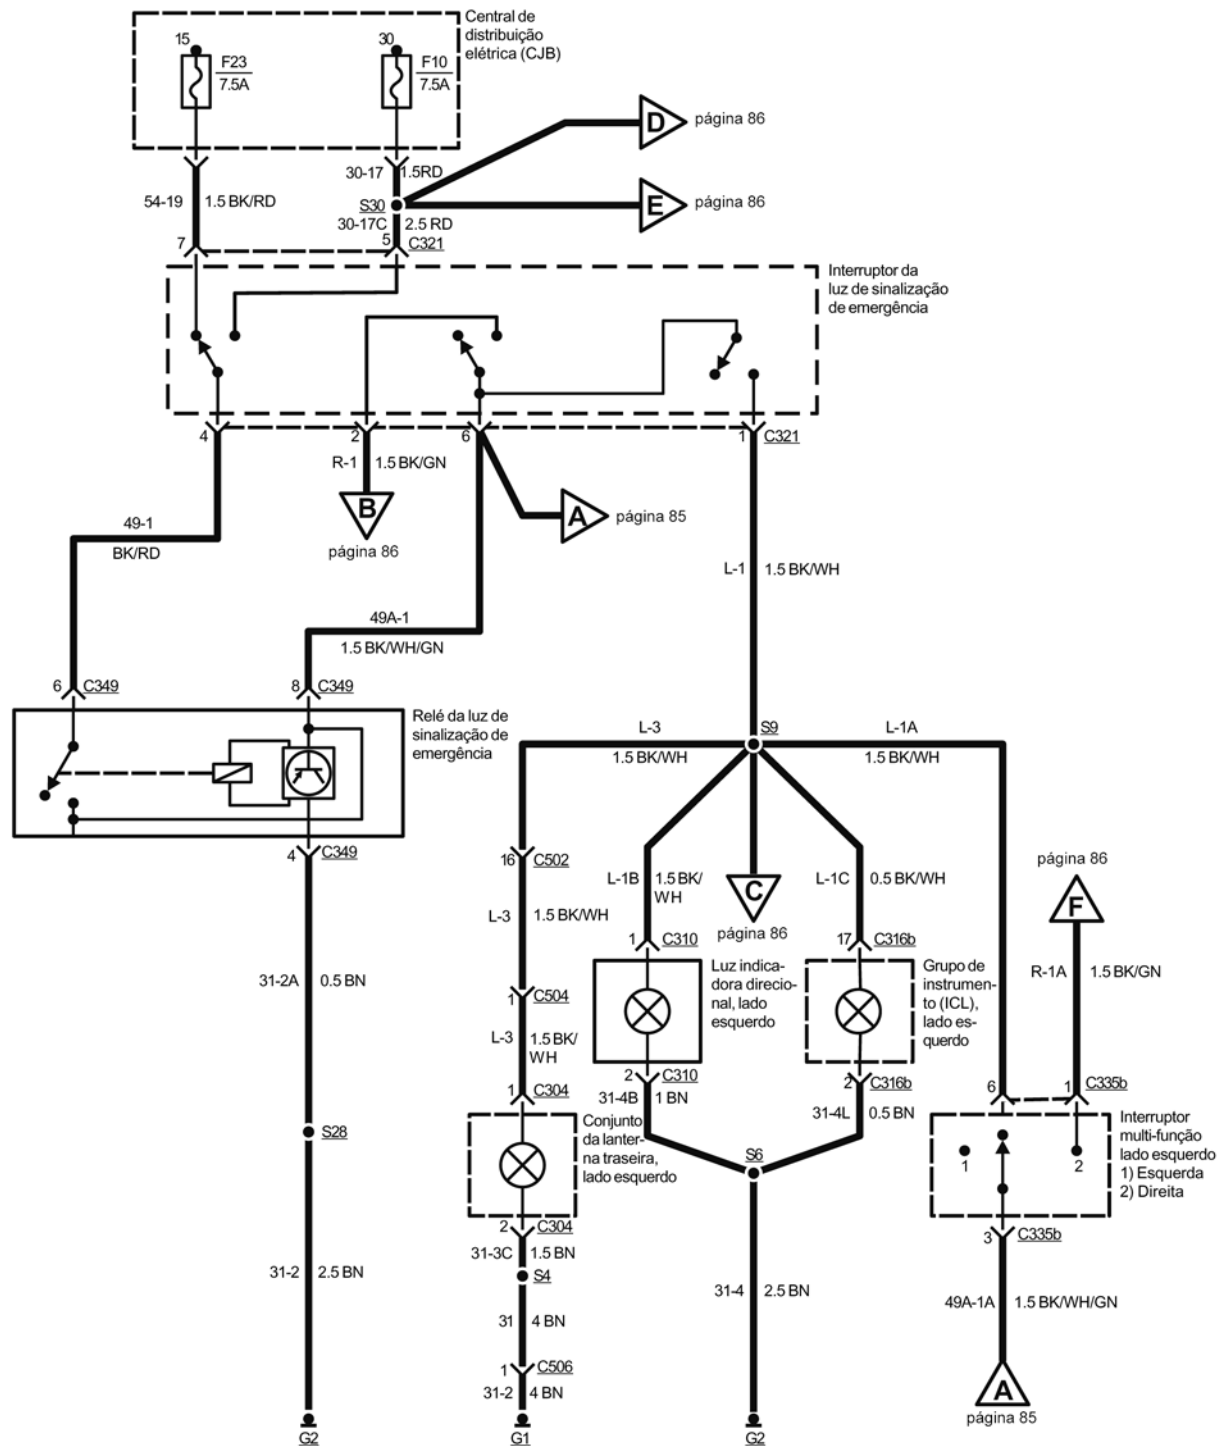 Central de
distribuição
elétrica (CJB)
15
F23
7.5A
30
F10
7.5A
D
página 86
30-17
1.5RD
54-19
1.5 BK/RD
S30
E
página 86
30-17C
2.5 RD
7
5
C321
Interruptor da
luz de sinalização
de emergência
4
2
6
1
C321
R-1
1.5 BK/GN
B
página 86
A
página 85
49-1
BK/RD
L-1
1.5 BK/WH
49A-1
1.5 BK/WH/GN
6
C349
8
C349
Relé da luz de
sinalização de
emergência
L-3
1.5 BK/WH
S9
L-1A
1.5 BK/WH
4
C349
16
C502
página 86
F
L-1B
1.5 BK/
WH
C
página 86
L-1C
0.5 BK/WH
L-3
1.5 BK/WH
1
C310
17
C316b
31-2A
0.5 BN
Luz indica-
dora direcio-
nal, lado
esquerdo
Grupo de
instrumen-
to (ICL),
lado es-
querdo
R-1A
1.5 BK/GN
1
C504
L-3
1.5 BK/
WH
2
C310
2
C316b
1
C304
31-4B
1 BN
31-4L
0.5 BN
6
1
C335b
S28
Conjunto
da lanter-
na traseira,
lado esquerdo
S6
1
2
Interruptor
multi-função
lado esquerdo
1) Esquerda
2) Direita
2
C304
3
C335b
31-3C
1.5 BN
S4
31-2
2.5 BN
31
4 BN
31-4
2.5 BN
49A-1A
1.5 BK/WH/GN
1
C506
31-2
4 BN
A
página 85
G2
G1
G2